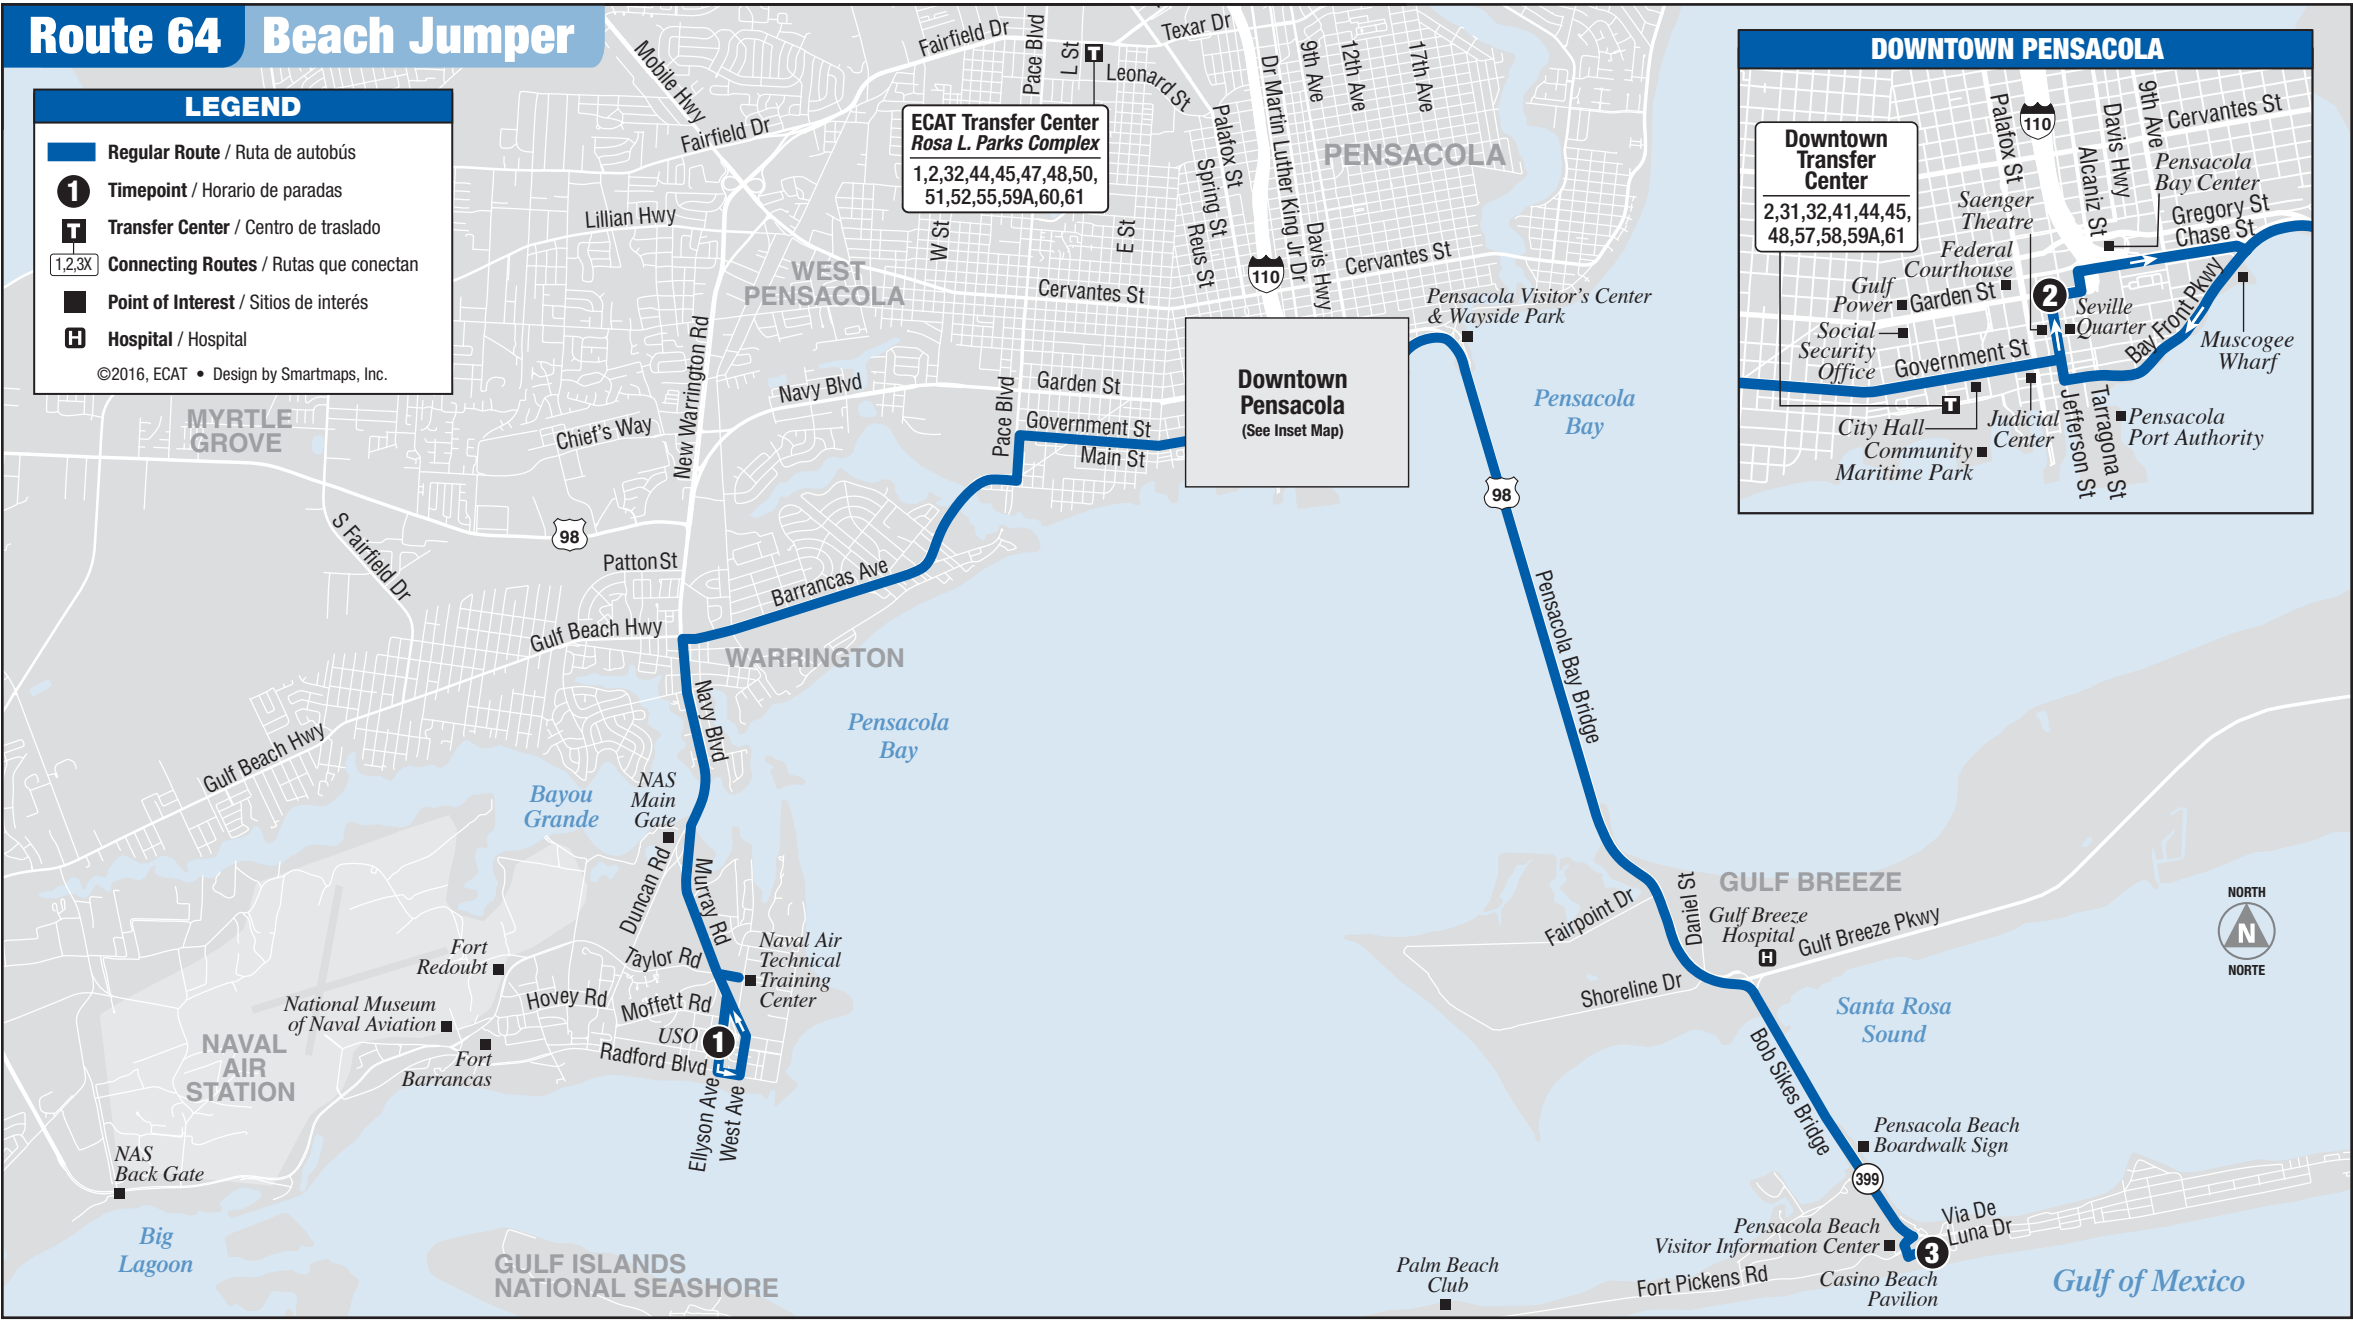 Route 64
Beach Jumper
LEGEND
Regular Route / Ruta de autobús
1
Timepoint / Horario de paradas
T
Transfer Center / Centro de traslado
1,2,3X
Connecting Routes / Rutas que conectan
Point of Interest / Sitios de interés
H
Hospital / Hospital
©2016, ECAT • Design by Smartmaps, Inc.
Mobile Hwy
Fairfield Dr
Fairfield Dr
Pace Blvd
L St
T
Leonard St
Texar Dr
ECAT Transfer Center
Rosa L. Parks Complex
1,2,32,44,45,47,48,50,
51,52,55,59A,60,61
Palafox St
Spring St
Reus St
Dr Martin Luther King Jr Dr
Davis Hwy
9th Ave
12th Ave
17th Ave
PENSACOLA
110
Cervantes St
Lillian Hwy
W St
E St
WEST
PENSACOLA
Cervantes St
Pensacola Visitor's Center
& Wayside Park
Downtown
Pensacola
(See Inset Map)
Pensacola
Bay
New Warrington Rd
Navy Blvd
Pace Blvd
Garden St
Government St
Main St
MYRTLE
GROVE
Chief's Way
98
98
S Fairfield Dr
Patton St
Barrancas Ave
Gulf Beach Hwy
WARRINGTON
Navy Blvd
Pensacola
Bay
Pensacola Bay Bridge
Gulf Beach Hwy
Bayou
Grande
NAS
Main
Gate
Duncan Rd
Murray Rd
Taylor Rd
Naval Air
Technical
Training
Center
Fort
Redoubt
Hovey Rd
Moffett Rd
National Museum
of Naval Aviation
USO
1
Fort
Barrancas
Radford Blvd
Ellyson Ave
West Ave
NAVAL
AIR
STATION
NAS
Back Gate
Big
Lagoon
GULF ISLANDS
NATIONAL SEASHORE
GULF BREEZE
Fairpoint Dr
Daniel St
Gulf Breeze
Hospital
H
Gulf Breeze Pkwy
Shoreline Dr
Santa Rosa
Sound
Bob Sikes Bridge
Pensacola Beach
Boardwalk Sign
399
Via De
Luna Dr
Pensacola Beach
Visitor Information Center
3
Casino Beach
Pavilion
Fort Pickens Rd
Palm Beach
Club
Gulf of Mexico
NORTH
N
NORTE
DOWNTOWN PENSACOLA
Downtown
Transfer
Center
2,31,32,41,44,45,
48,57,58,59A,61
Palafox St
110
Davis Hwy
Alcaniz St
9th Ave
Cervantes St
Pensacola
Bay Center
Gregory St
Chase St
Saenger
Theatre
Federal
Courthouse
Gulf
Power
Garden St
2
Seville
Quarter
Social
Security
Office
Government St
Bay Front Pkwy
Muscogee
Wharf
T
City Hall
Judicial
Center
Community
Maritime Park
Jefferson St
Tarragona St
Pensacola
Port Authority